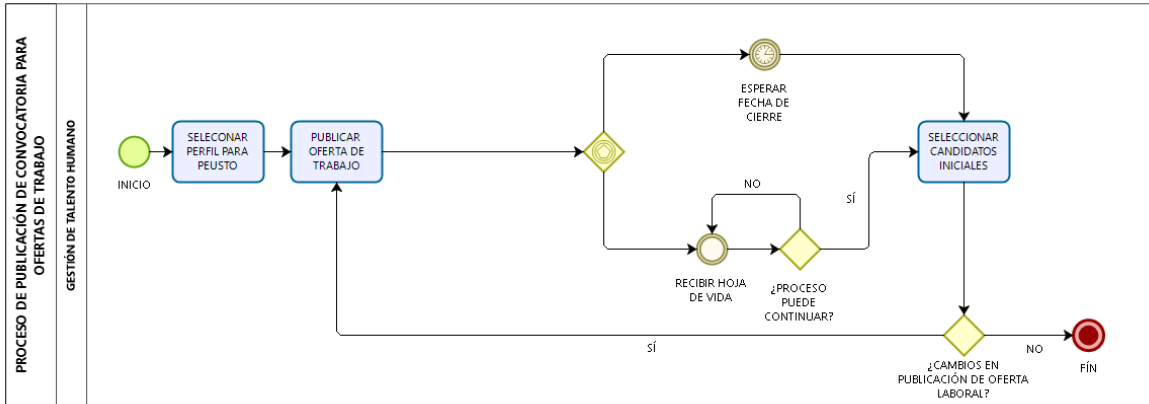 PROCESO DE PUBLICACIÓN DE CONVOCATORIA PARA
OFERTAS DE TRABAJO
GESTIÓN DE TALENTO HUMANO
INICIO
SELECONAR
PERFIL PARA
PEUSTO
PUBLICAR
OFERTA DE
TRABAJO
ESPERAR
FECHA DE
CIERRE
RECIBIR HOJA
DE VIDA
NO
¿PROCESO
PUEDE
CONTINUAR?
SÍ
SELECCIONAR
CANDIDATOS
INICIALES
SÍ
¿CAMBIOS EN
PUBLICACIÓN DE OFERTA
LABORAL?
NO
FÍN